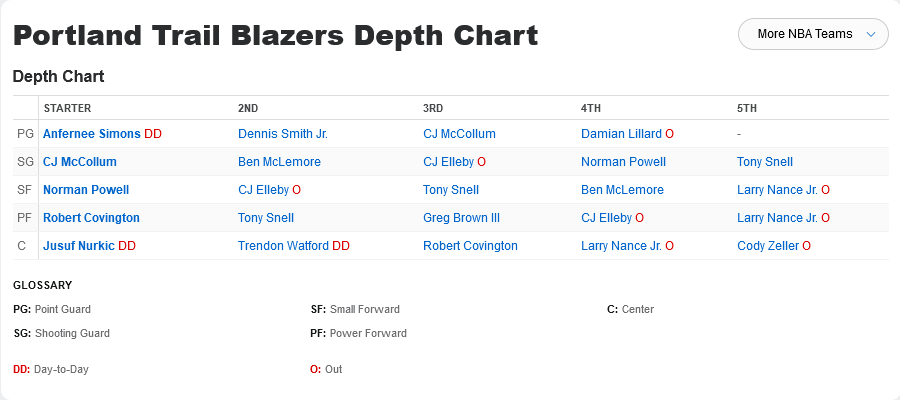 Portland Trail Blazers Depth Chart
More NBA Teams
Depth Chart
STARTER 2ND 3RD 4TH 5TH
PG Anfernee Simons DD Dennis Smith Jr. CJ McCollum Damian Lillard O -
SG CJ McCollum Ben McLemore CJ Elleby O Norman Powell Tony Snell
SF Norman Powell CJ Elleby O Tony Snell Ben McLemore Larry Nance Jr. O
PF Robert Covington Tony Snell Greg Brown III CJ Elleby O Larry Nance Jr. O
C Jusuf Nurkic DD Trendon Watford DD Robert Covington Larry Nance Jr. O Cody Zeller O
GLOSSARY
PG: Point Guard SF: Small Forward C: Center
SG: Shooting Guard PF: Power Forward
DD: Day-to-Day O: Out